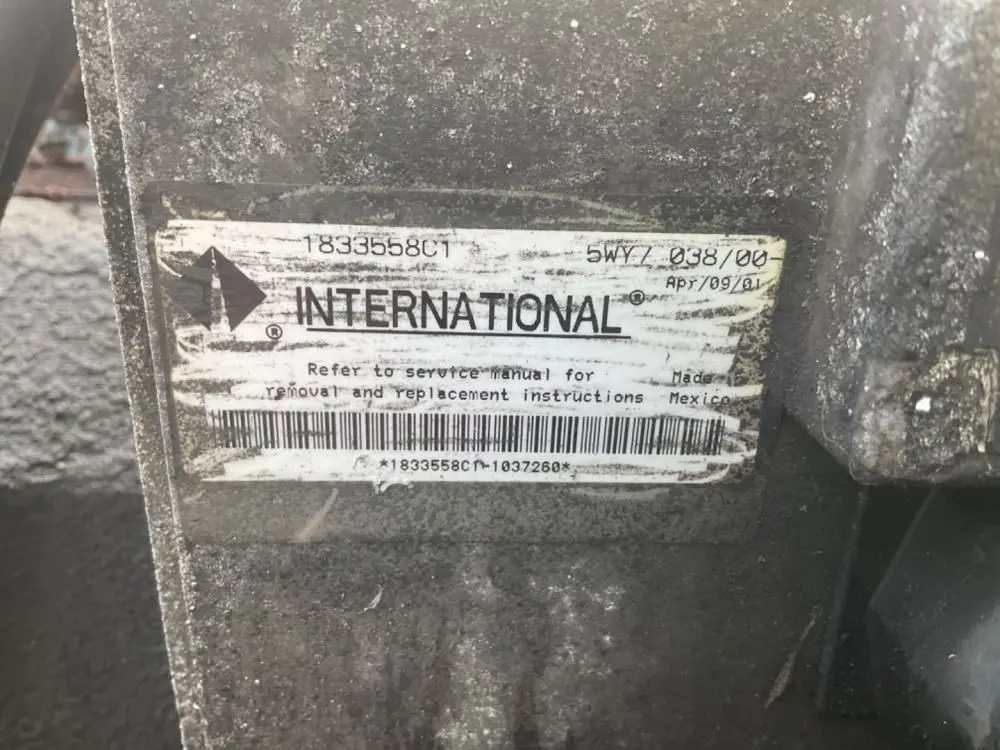 1833558C1 5WY7 038/00-
Apr/09/01
INTERNATIONAL®
®
Refer to service manual for Made
removal and replacement instructions Mexico
*1833558C1-1037260*